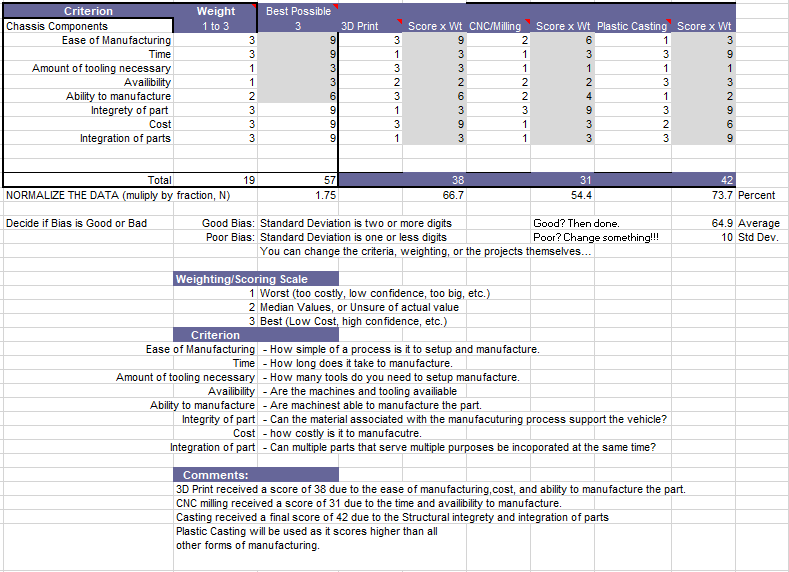 Criterion Weight Best Possible
Chassis Components 1 to 3 3 3D Print Score x Wt CNC/Milling Score x Wt Plastic Casting Score x Wt
Ease of Manufacturing 3 9 3 9 2 6 1 3
Time 3 9 1 3 1 3 3 9
Amount of tooling necessary 1 3 3 3 1 1 1 1
Availibility 1 3 2 2 2 2 3 3
Ability to manufacture 2 6 3 6 2 4 1 2
Integrety of part 3 9 1 3 3 9 3 9
Cost 3 9 3 9 1 3 2 6
Integration of parts 3 9 1 3 1 3 3 9
Total 19 57 38 31 42
NORMALIZE THE DATA (muliply by fraction, N) 1.75 66.7 54.4 73.7 Percent
Decide if Bias is Good or Bad Good Bias: Standard Deviation is two or more digits Good? Then done. 64.9 Average
Poor Bias: Standard Deviation is one or less digits Poor? Change something!!! 10 Std Dev.
You can change the criteria, weighting, or the projects themselves...
Weighting/Scoring Scale
1 Worst (too costly, low confidence, too big, etc.)
2 Median Values, or Unsure of actual value
3 Best (Low Cost, high confidence, etc.)
Criterion
Ease of Manufacturing - How simple of a process is it to setup and manufacture.
Time - How long does it take to manufacture.
Amount of tooling necessary - How many tools do you need to setup manufacture.
Availibility - Are the machines and tooling availiable
Ability to manufacture - Are machinest able to manufacture the part.
Integrity of part - Can the material associated with the manufacuturing process support the vehicle?
Cost - how costly is it to manufacutre.
Integration of part - Can multiple parts that serve multiple purposes be incoporated at the same time?
Comments:
3D Print received a score of 38 due to the ease of manufacturing,cost, and ability to manufacture the part.
CNC milling received a score of 31 due to the time and availibility to manufacture.
Casting received a final score of 42 due to the Structural integrety and integration of parts
Plastic Casting will be used as it scores higher than all
other forms of manufacturing.